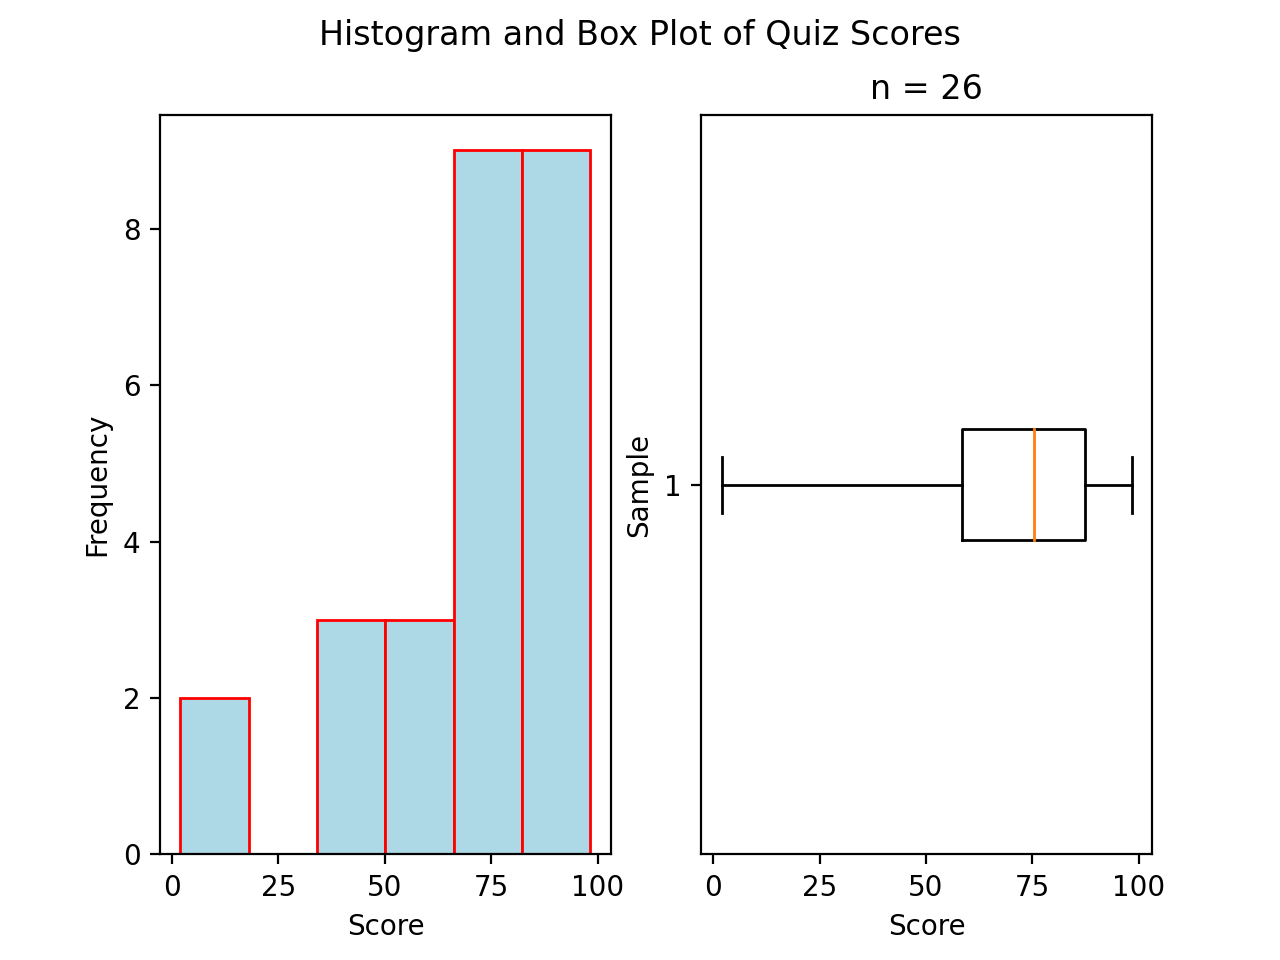 Histogram and Box Plot of Quiz Scores
Frequency
8
6
4
2
0
0 25 50 75 100
Score
n = 26
Sample
1
0 25 50 75 100
Score